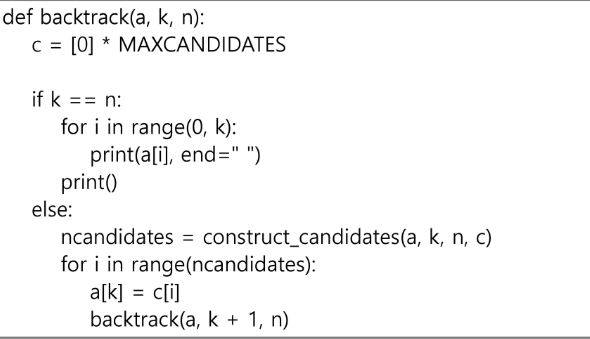 def backtrack(a, k, n):
    c = [0] * MAXCANDIDATES

    if k == n:
        for i in range(0, k):
            print(a[i], end=" ")
        print()
    else:
        ncandidates = construct_candidates(a, k, n, c)
        for i in range(ncandidates):
            a[k] = c[i]
            backtrack(a, k + 1, n)